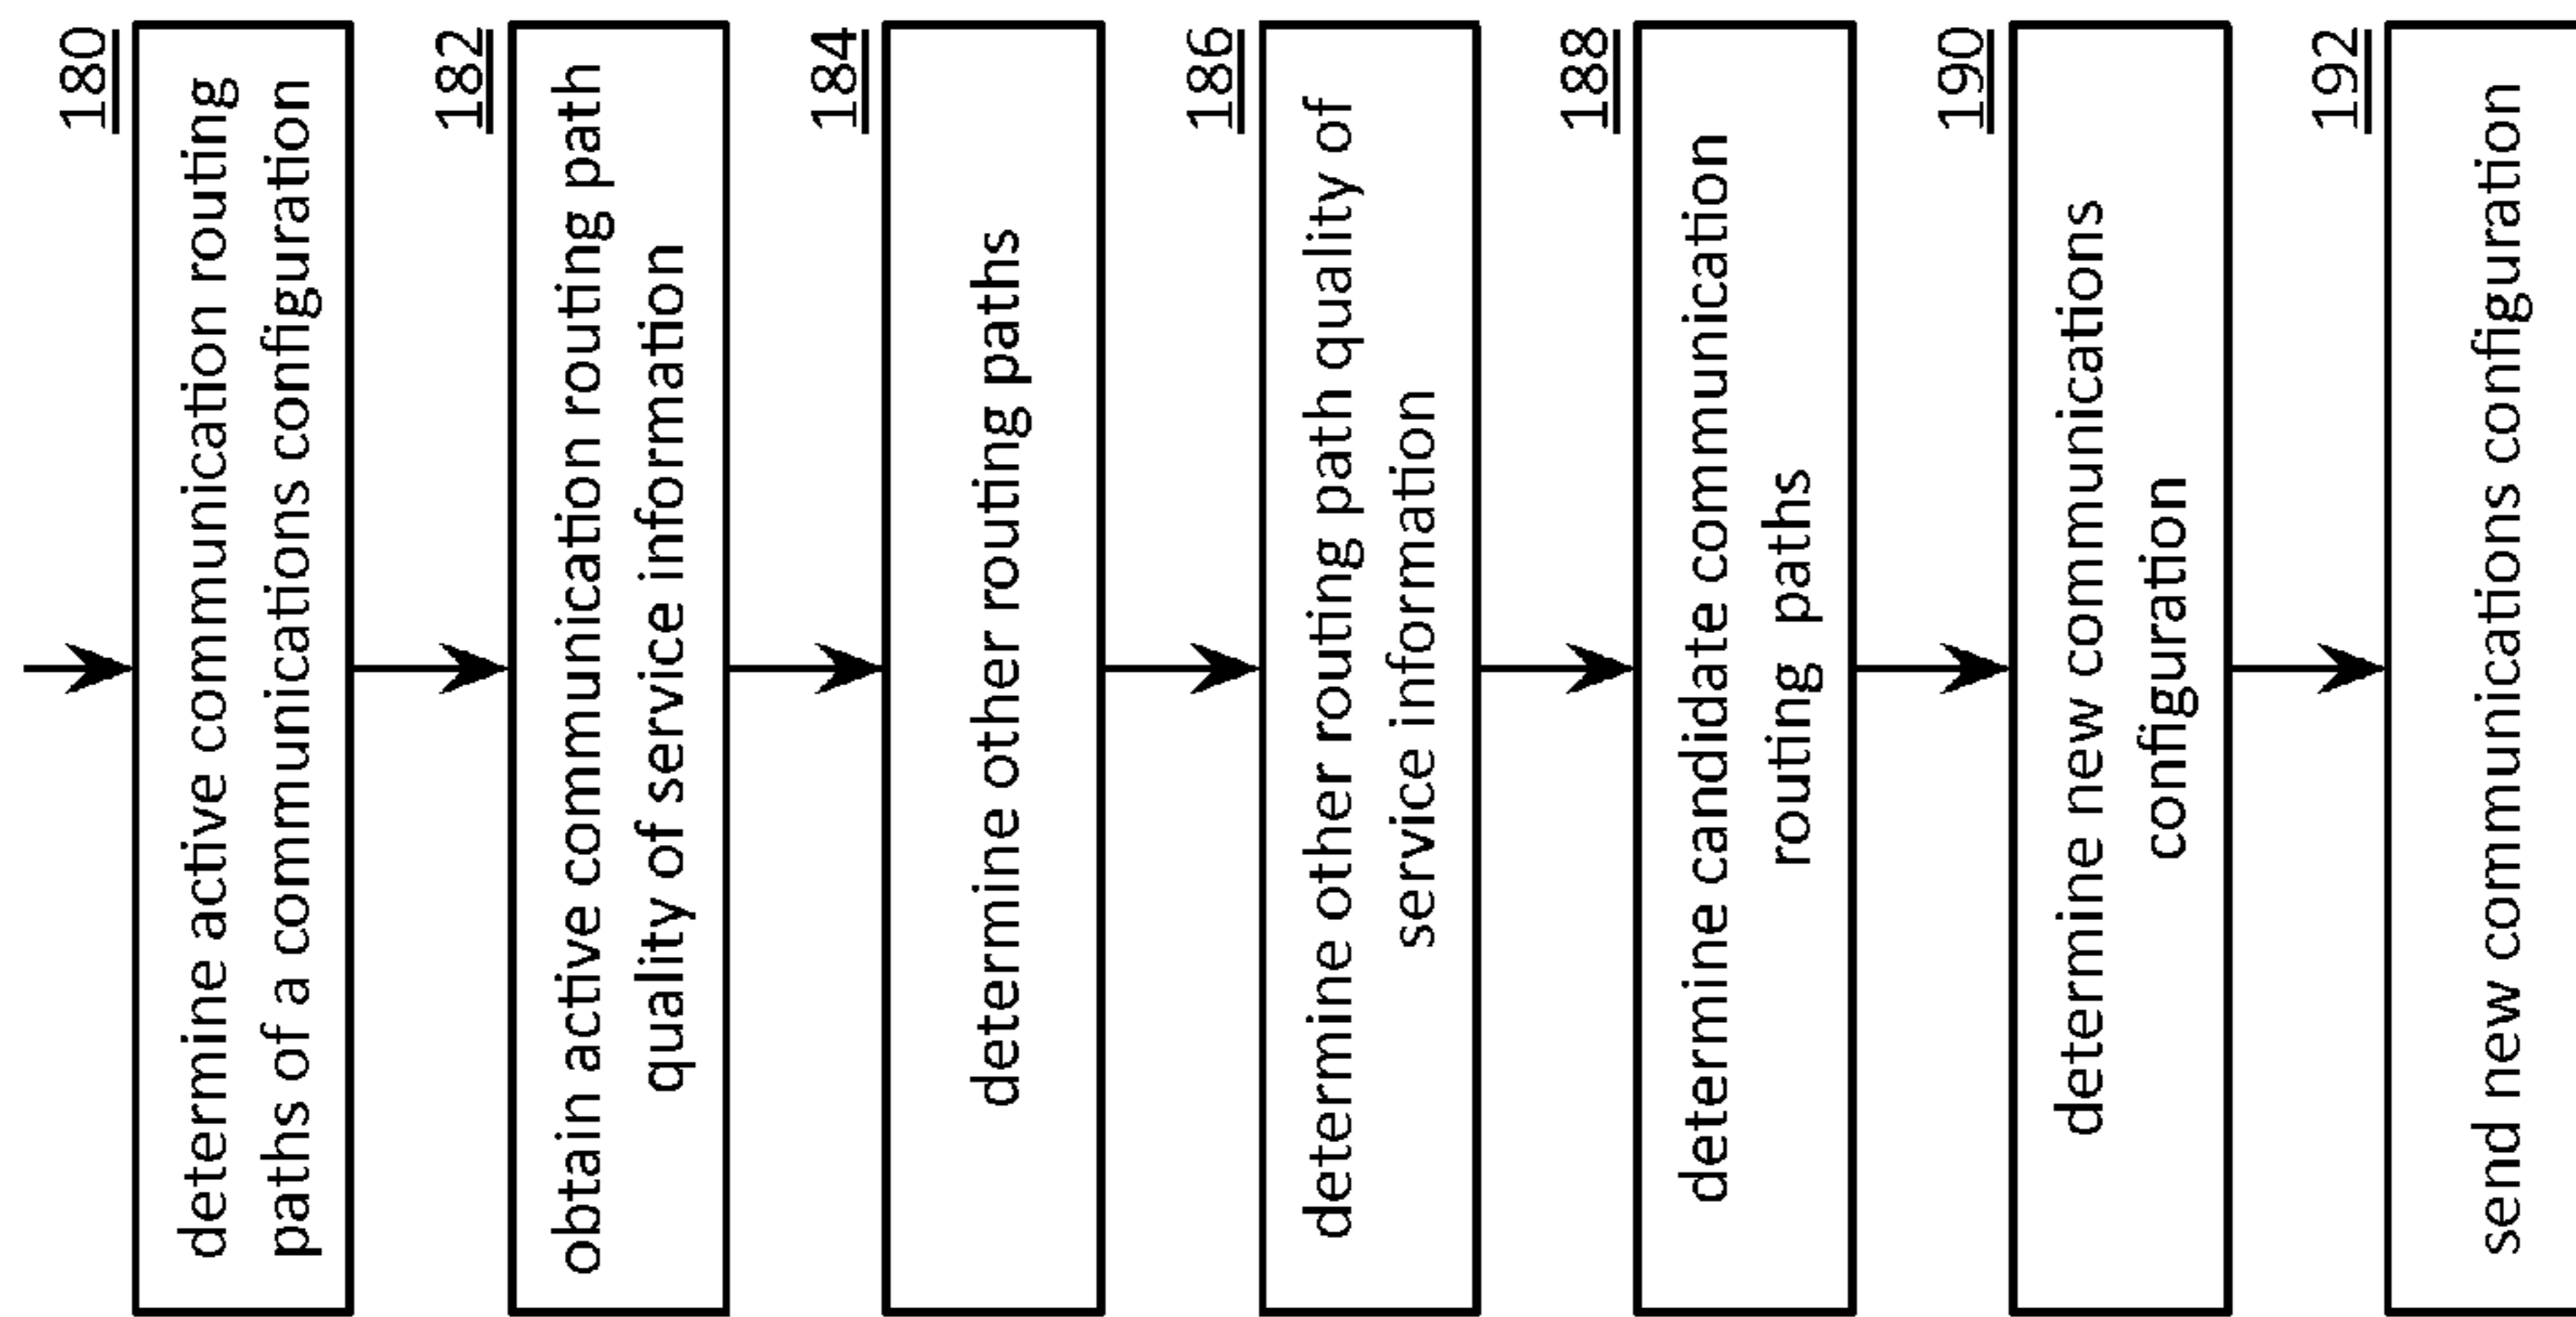 180
determine active communication routing
paths of a communications configuration
182
obtain active communication routing path
quality of service information
184
determine other routing paths
186
determine other routing path quality of
service information
188
determine candidate communication
routing paths
190
determine new communications
configuration
192
send new communications configuration